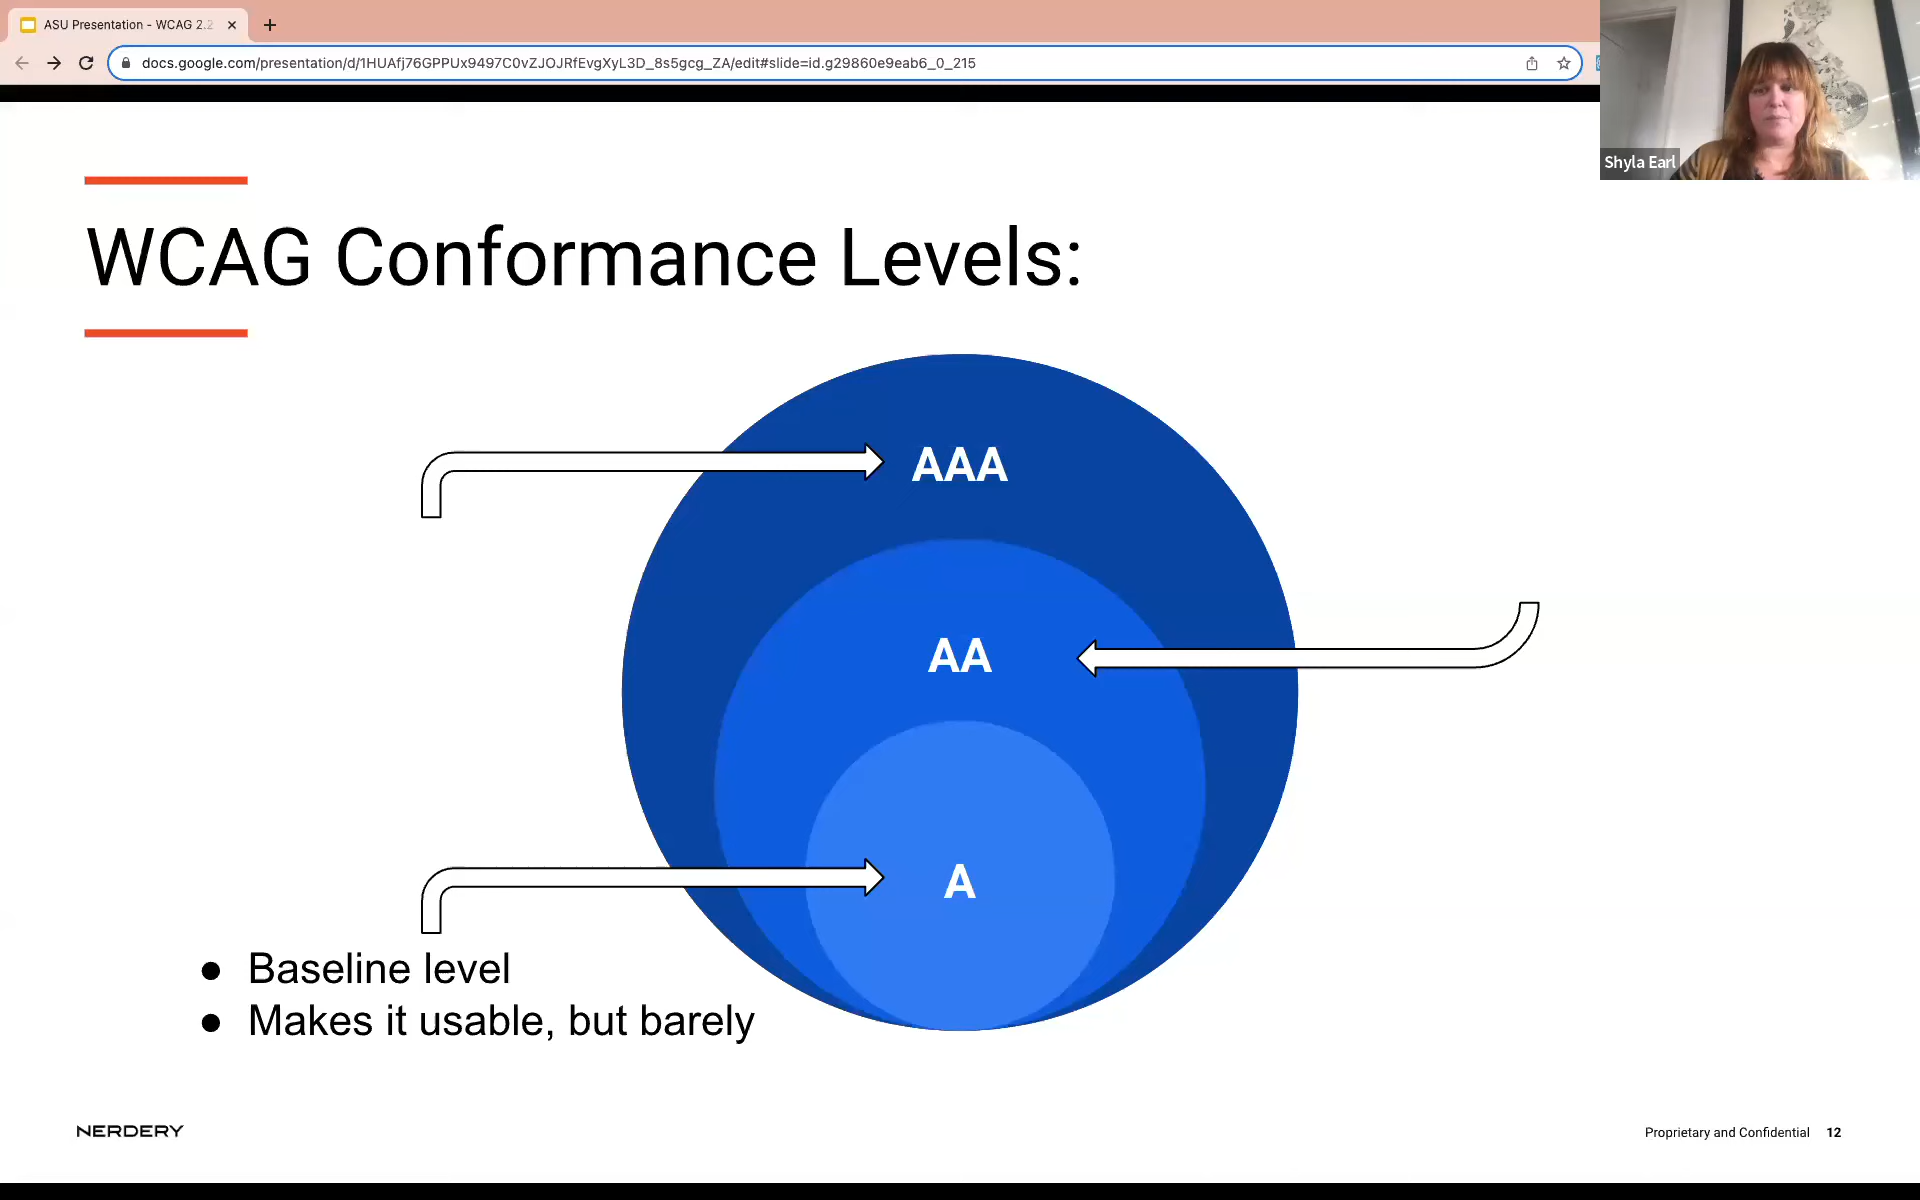 ASU Presentation - WCAG 2.2
docs.google.com/presentation/d/1HUAfj76GPPUx9497C0vZJOJRfEvgXyL3D_8s5gcg_ZA/edit#slide=id.g29860e9eab6_0_215
Shyla Earl
WCAG Conformance Levels:
AAA
AA
A
● Baseline level
● Makes it usable, but barely
NERDERY
Proprietary and Confidential 12